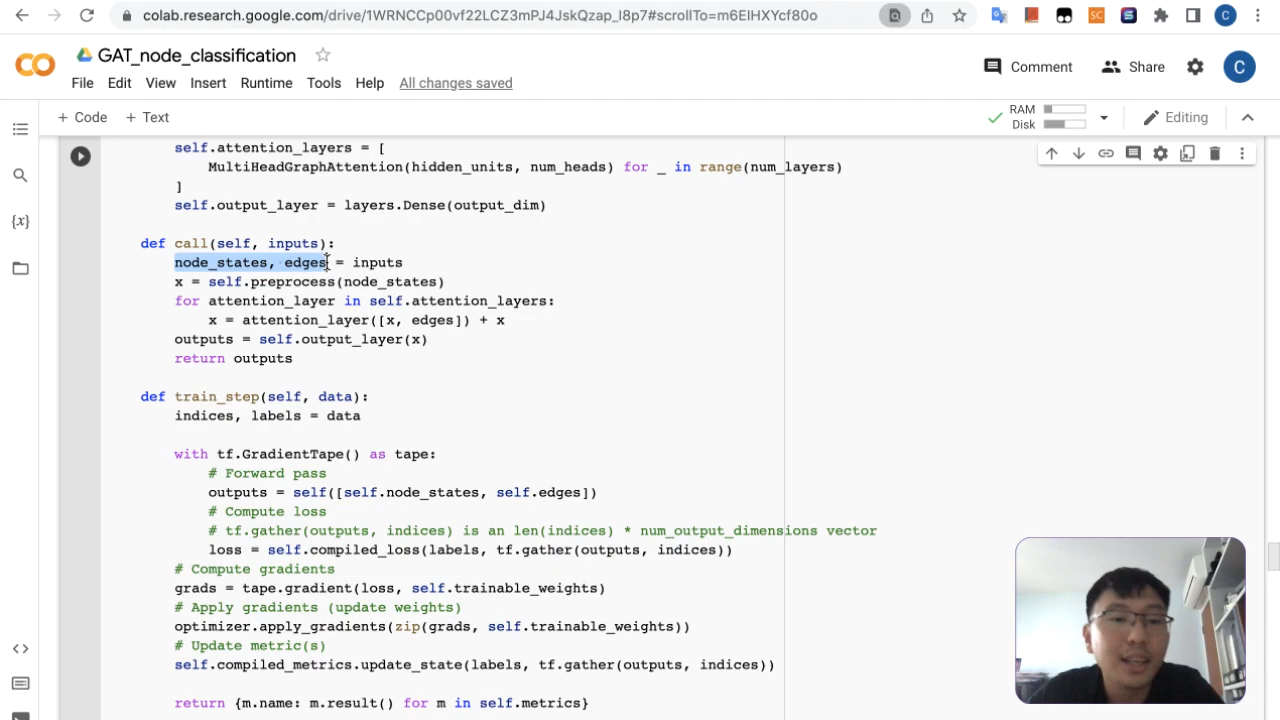 colab.research.google.com/drive/1WRNCCp00vf22LCZ3mPJ4JskQzap_I8p7#scrollTo=m6EIHXYcf80o
GAT_node_classification
File Edit View Insert Runtime Tools Help All changes saved
Comment Share C
+ Code + Text
RAM
Disk
Editing
self.attention_layers = [
MultiHeadGraphAttention(hidden_units, num_heads) for _ in range(num_layers)
]
self.output_layer = layers.Dense(output_dim)
def call(self, inputs):
node_states, edges = inputs
x = self.preprocess(node_states)
for attention_layer in self.attention_layers:
x = attention_layer([x, edges]) + x
outputs = self.output_layer(x)
return outputs
def train_step(self, data):
indices, labels = data
with tf.GradientTape() as tape:
# Forward pass
outputs = self([self.node_states, self.edges])
# Compute loss
# tf.gather(outputs, indices) is an len(indices) * num_output_dimensions vector
loss = self.compiled_loss(labels, tf.gather(outputs, indices))
# Compute gradients
grads = tape.gradient(loss, self.trainable_weights)
# Apply gradients (update weights)
optimizer.apply_gradients(zip(grads, self.trainable_weights))
# Update metric(s)
self.compiled_metrics.update_state(labels, tf.gather(outputs, indices))
return {m.name: m.result() for m in self.metrics}